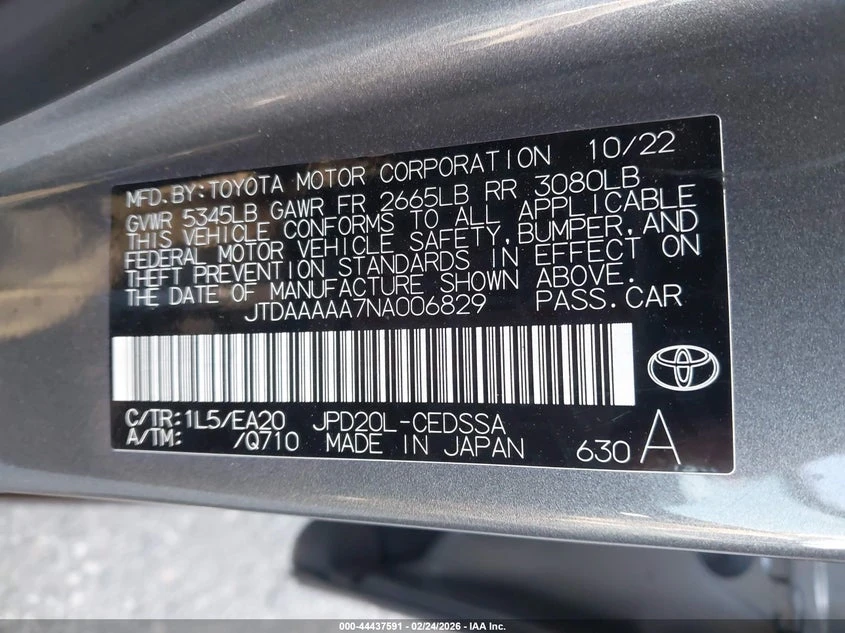 MFD. BY: TOYOTA MOTOR CORPORATION 10/22
GVWR 5345LB GAWR FR 2665LB RR 3080LB
THIS VEHICLE CONFORMS TO ALL APPLICABLE
FEDERAL MOTOR VEHICLE SAFETY, BUMPER, AND
THEFT PREVENTION STANDARDS IN EFFECT ON
THE DATE OF MANUFACTURE SHOWN ABOVE.
JTDAAAAA7NA006829 PASS. CAR
C/TR: 1L5/EA20 JPD20L-CEDSSA
A/TM: /Q710 MADE IN JAPAN 630 A
000-44437591 - 02/24/2026 - IAA Inc.